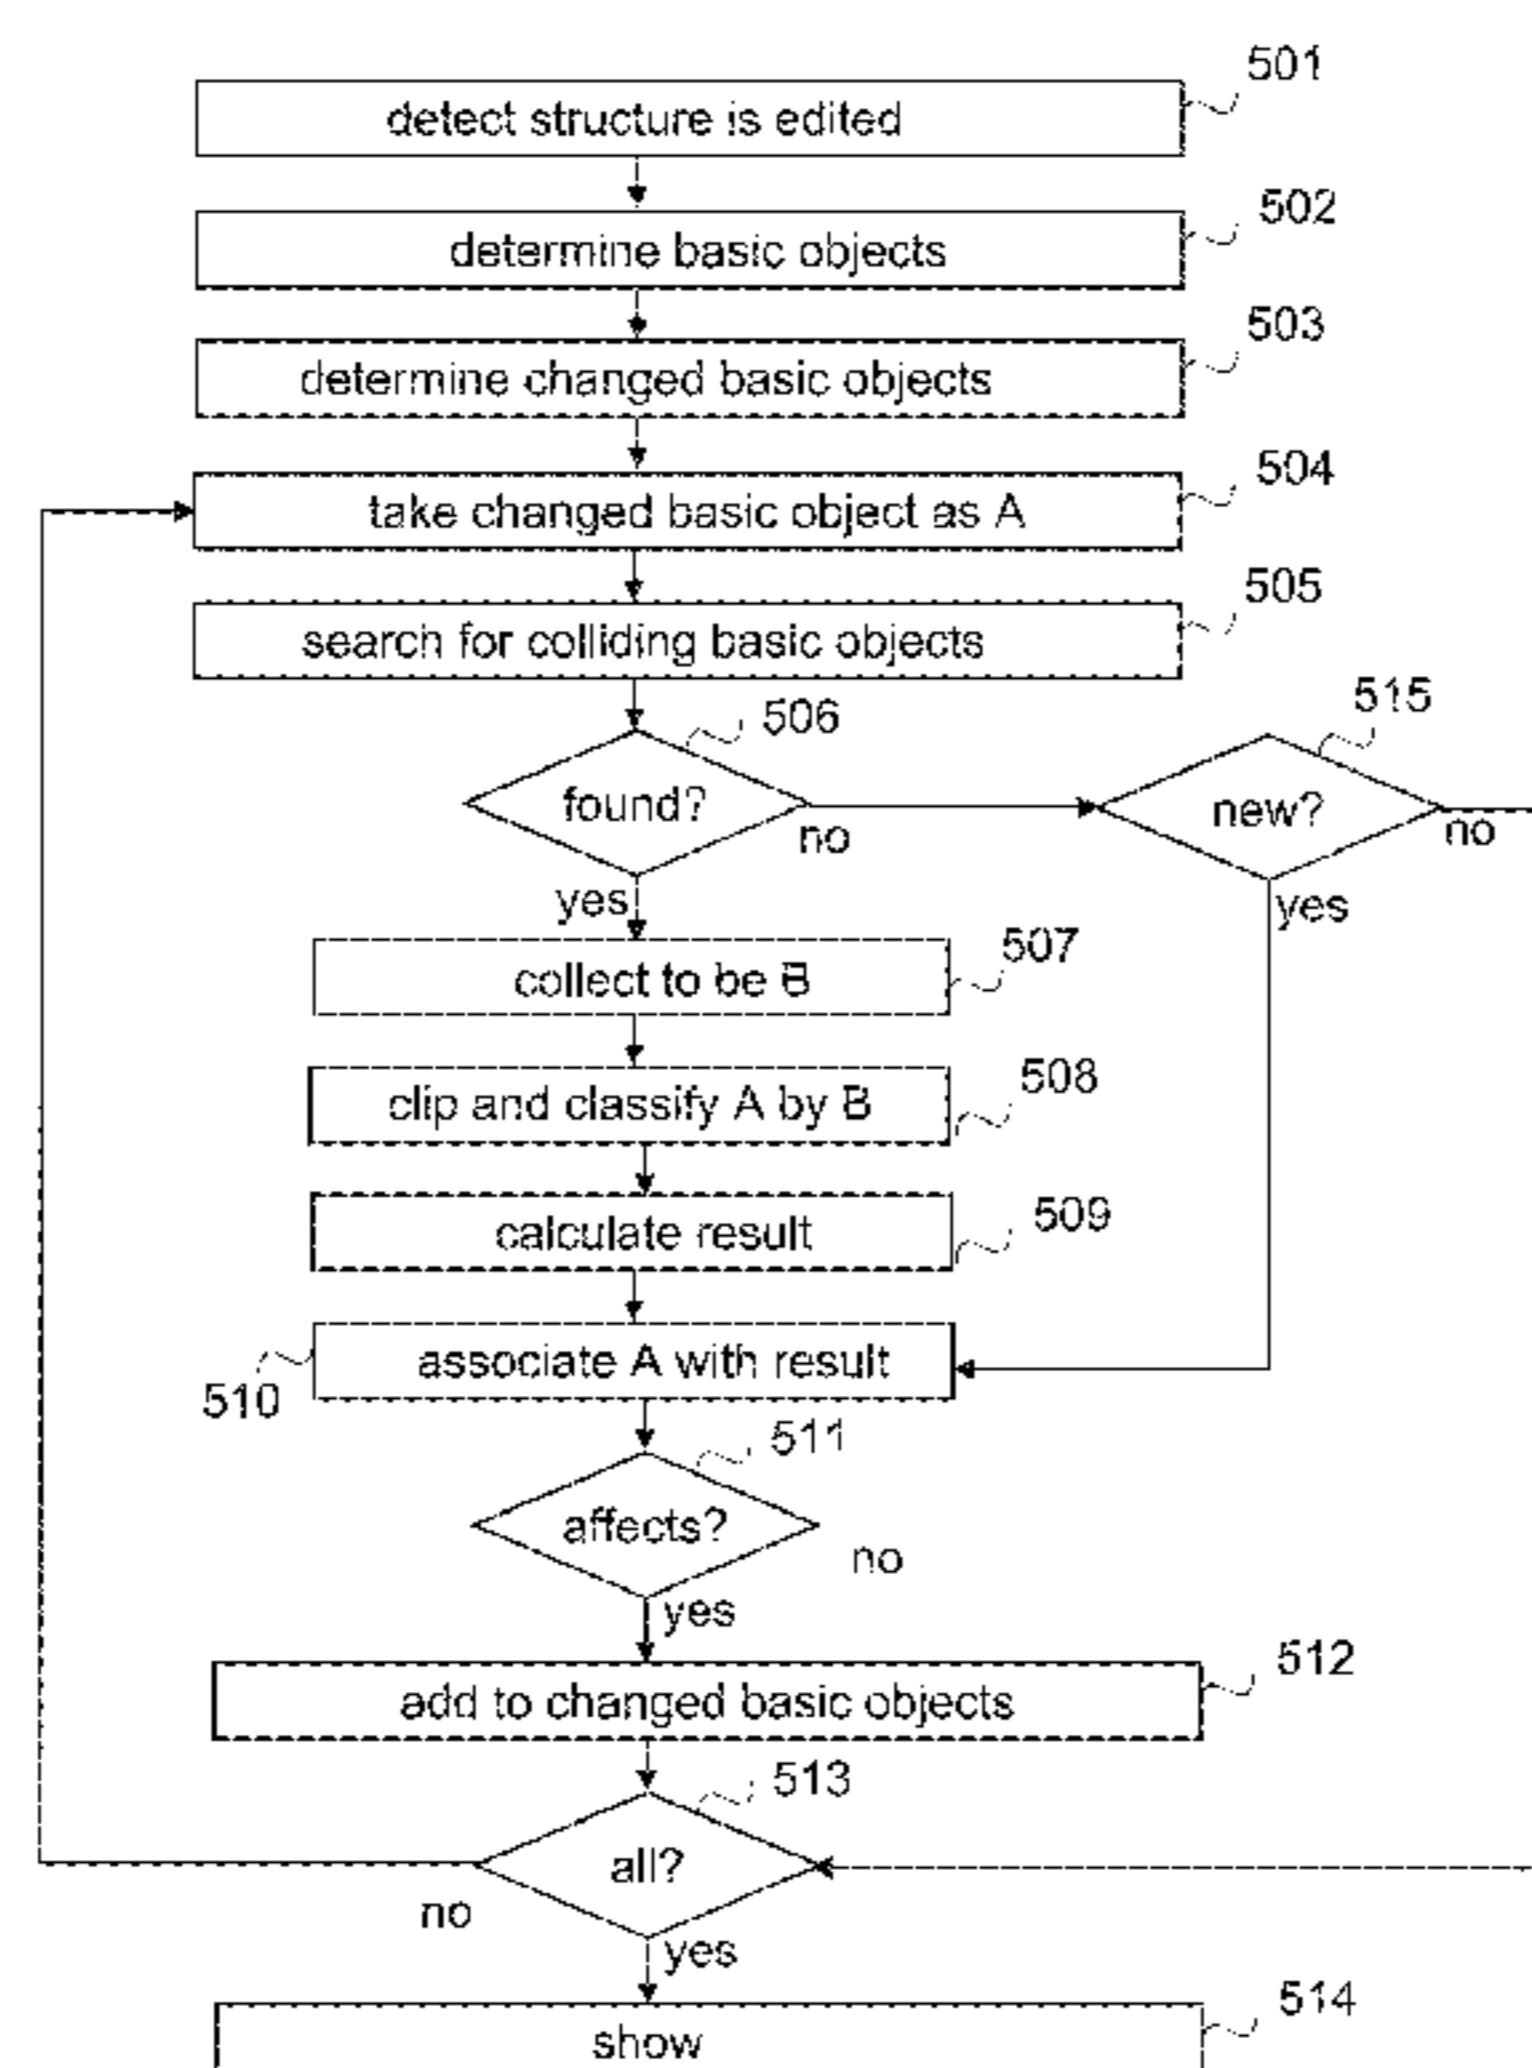 501
detect structure is edited
502
determine basic objects
503
determine changed basic objects
504
take changed basic object as A
505
search for colliding basic objects
506
515
found?
no
new?
no
yes
yes
507
collect to be B
508
clip and classify A by B
509
calculate result
associate A with result
510
511
affects?
no
yes
512
add to changed basic objects
513
all?
no
yes
514
show